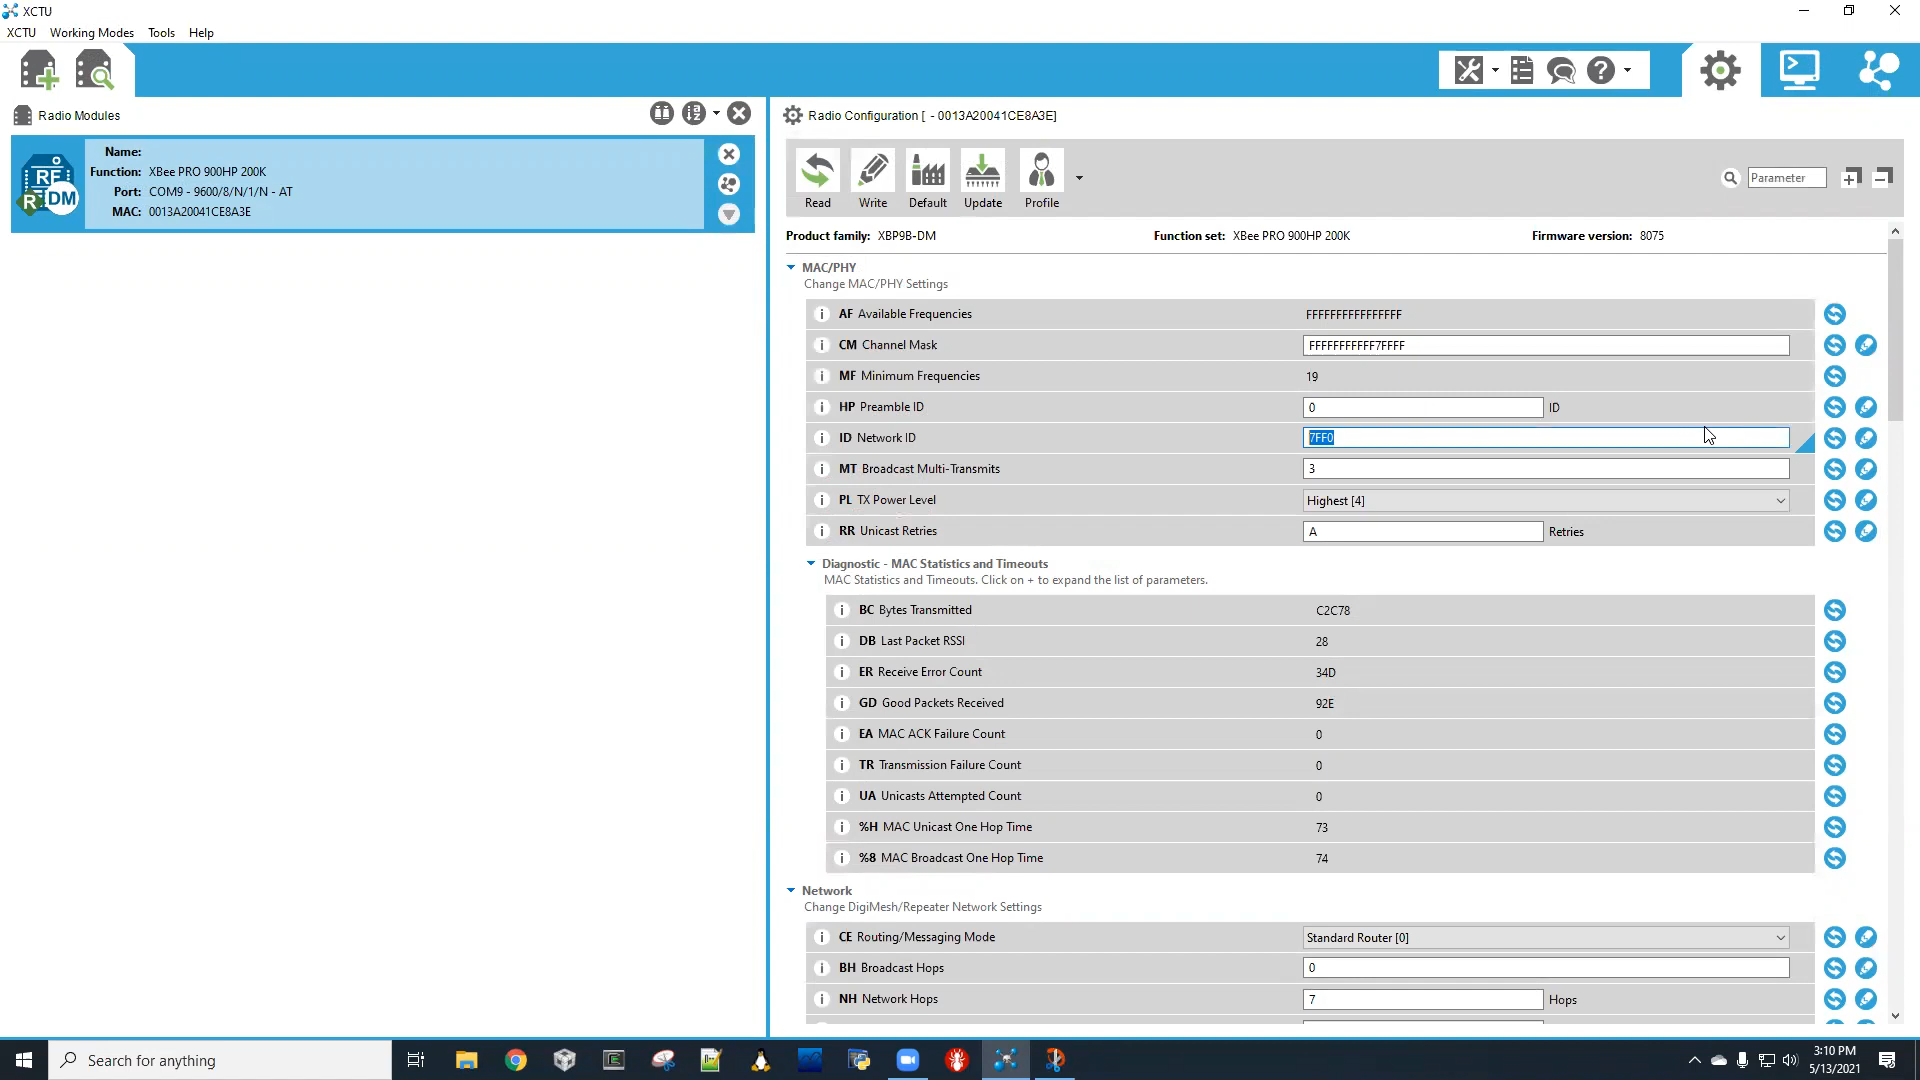 XCTU
XCTU Working Modes Tools Help
Radio Modules
Name:
Function: XBee PRO 900HP 200K
Port: COM9 - 9600/8/N/1/N - AT
MAC: 0013A20041CE8A3E
RF
R DM
Radio Configuration [ - 0013A20041CE8A3E]
Read Write Default Update Profile
Parameter
Product family: XBP9B-DM Function set: XBee PRO 900HP 200K Firmware version: 8075
MAC/PHY
Change MAC/PHY Settings
i AF Available Frequencies FFFFFFFFFFFFFFFF
i CM Channel Mask FFFFFFFFFFF7FFFF
i MF Minimum Frequencies 19
i HP Preamble ID 0 ID
i ID Network ID 7FF0
i MT Broadcast Multi-Transmits 3
i PL TX Power Level Highest [4]
i RR Unicast Retries A Retries
Diagnostic - MAC Statistics and Timeouts
MAC Statistics and Timeouts. Click on + to expand the list of parameters.
i BC Bytes Transmitted C2C78
i DB Last Packet RSSI 28
i ER Receive Error Count 34D
i GD Good Packets Received 92E
i EA MAC ACK Failure Count 0
i TR Transmission Failure Count 0
i UA Unicasts Attempted Count 0
i %H MAC Unicast One Hop Time 73
i %8 MAC Broadcast One Hop Time 74
Network
Change DigiMesh/Repeater Network Settings
i CE Routing/Messaging Mode Standard Router [0]
i BH Broadcast Hops 0
i NH Network Hops 7 Hops
Search for anything
3:10 PM
5/13/2021